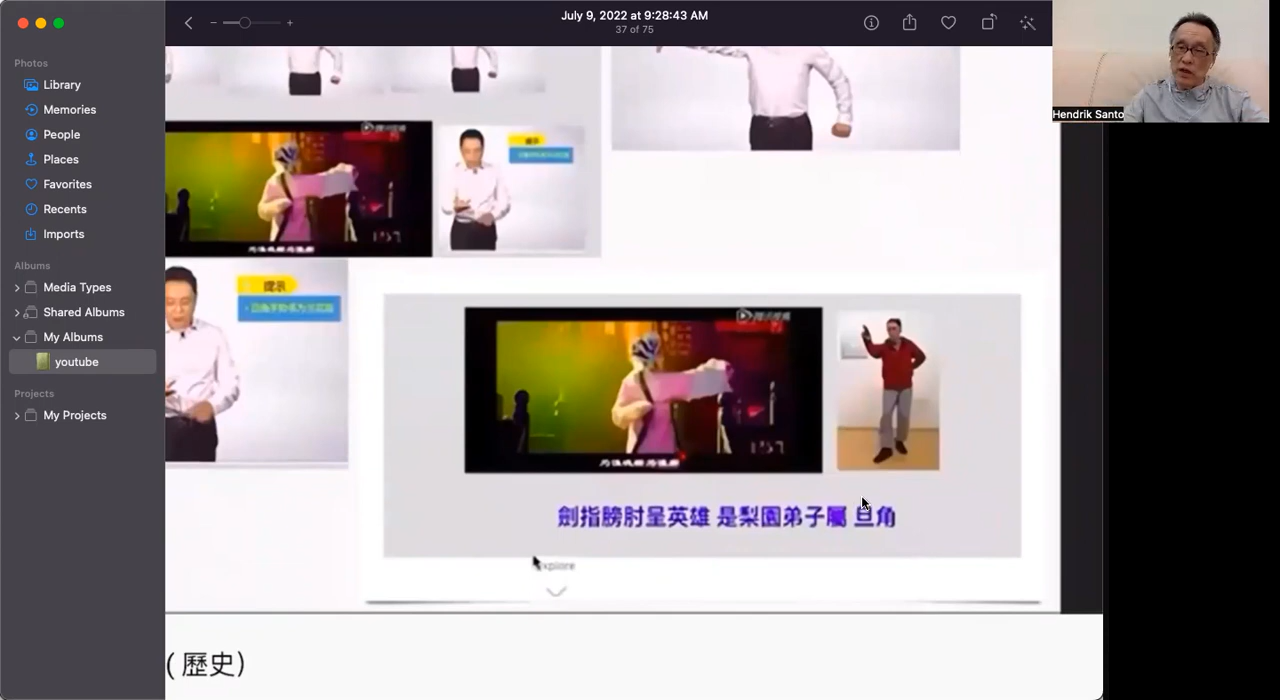 July 9, 2022 at 9:28:43 AM
37 of 75
Photos
Library
Memories
People
Places
Favorites
Recents
Imports
Albums
Media Types
Shared Albums
My Albums
youtube
Projects
My Projects
Hendrik Santo
提示
157
提示
157
劍指膀肘呈英雄 是梨園弟子屬 旦角
explore
( 歷史)